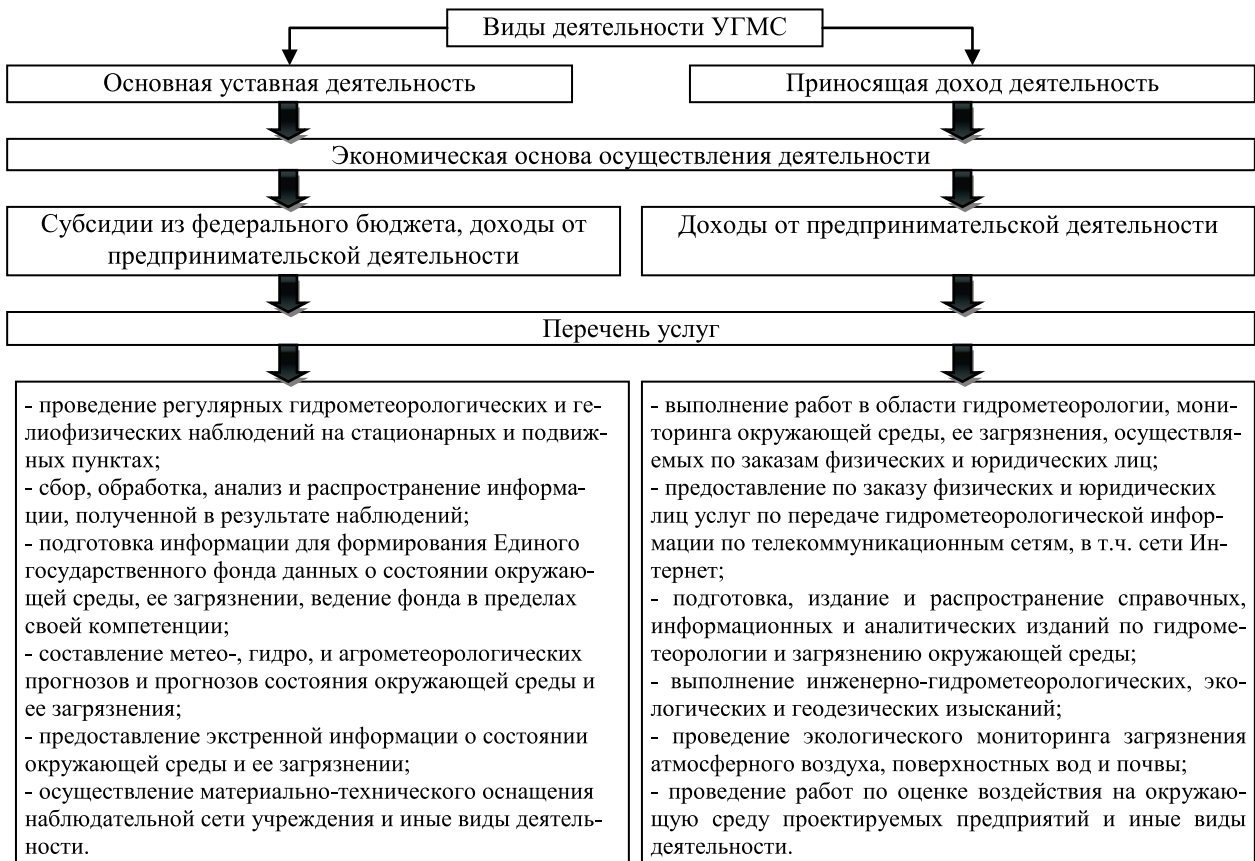 Виды деятельности УГМС
Основная уставная деятельность
Приносящая доход деятельность
Экономическая основа осуществления деятельности
Субсидии из федерального бюджета, доходы от
предпринимательской деятельности
Доходы от предпринимательской деятельности
Перечень услуг
- проведение регулярных гидрометеорологических и ге-
лиофизических наблюдений на стационарных и подвиж-
ных пунктах;
- сбор, обработка, анализ и распространение информа-
ции, полученной в результате наблюдений;
- подготовка информации для формирования Единого
государственного фонда данных о состоянии окружаю-
щей среды, ее загрязнении, ведение фонда в пределах
своей компетенции;
- составление метео-, гидро, и агрометеорологических
прогнозов и прогнозов состояния окружающей среды и
ее загрязнения;
- предоставление экстренной информации о состоянии
окружающей среды и ее загрязнении;
- осуществление материально-технического оснащения
наблюдательной сети учреждения и иные виды деятель-
ности.
- выполнение работ в области гидрометеорологии, мони-
торинга окружающей среды, ее загрязнения, осуществля-
емых по заказам физических и юридических лиц;
- предоставление по заказу физических и юридических
лиц услуг по передаче гидрометеорологической инфор-
мации по телекоммуникационным сетям, в т.ч. сети Ин-
тернет;
- подготовка, издание и распространение справочных,
информационных и аналитических изданий по гидроме-
теорологии и загрязнению окружающей среды;
- выполнение инженерно-гидрометеорологических, эко-
логических и геодезических изысканий;
- проведение экологического мониторинга загрязнения
атмосферного воздуха, поверхностных вод и почвы;
- проведение работ по оценке воздействия на окружаю-
щую среду проектируемых предприятий и иные виды
деятельности.